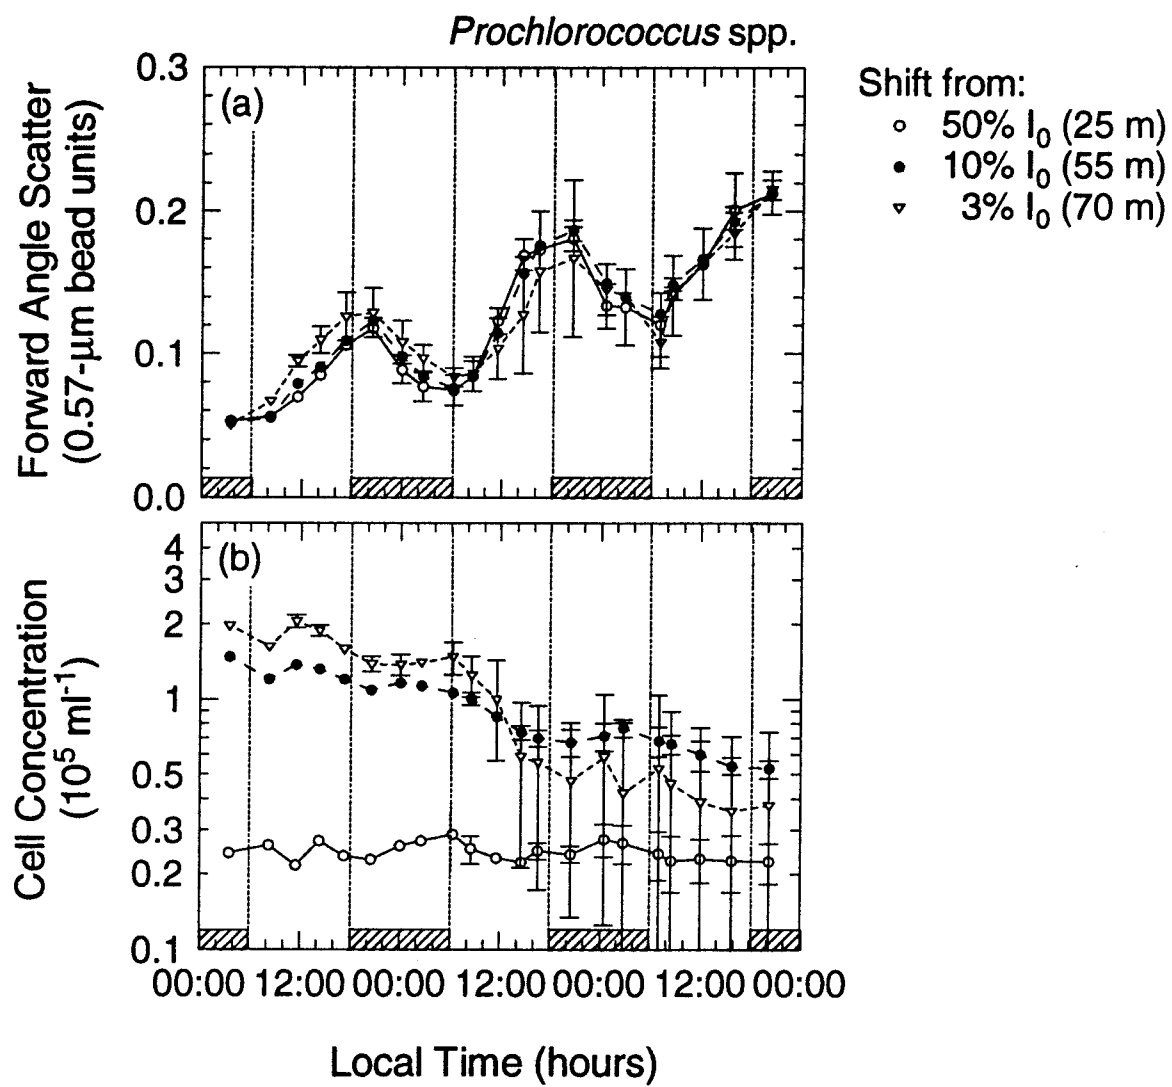 Prochlorococcus spp.
Forward Angle Scatter
(0.57-μm bead units)
0.3
0.2
0.1
0.0
(a)
Shift from:
50% I₀ (25 m)
10% I₀ (55 m)
3% I₀ (70 m)
Cell Concentration
(10⁵ ml⁻¹)
4
3
2
1
0.5
0.3
0.2
0.1
(b)
00:00 12:00 00:00 12:00 00:00 12:00 00:00
Local Time (hours)